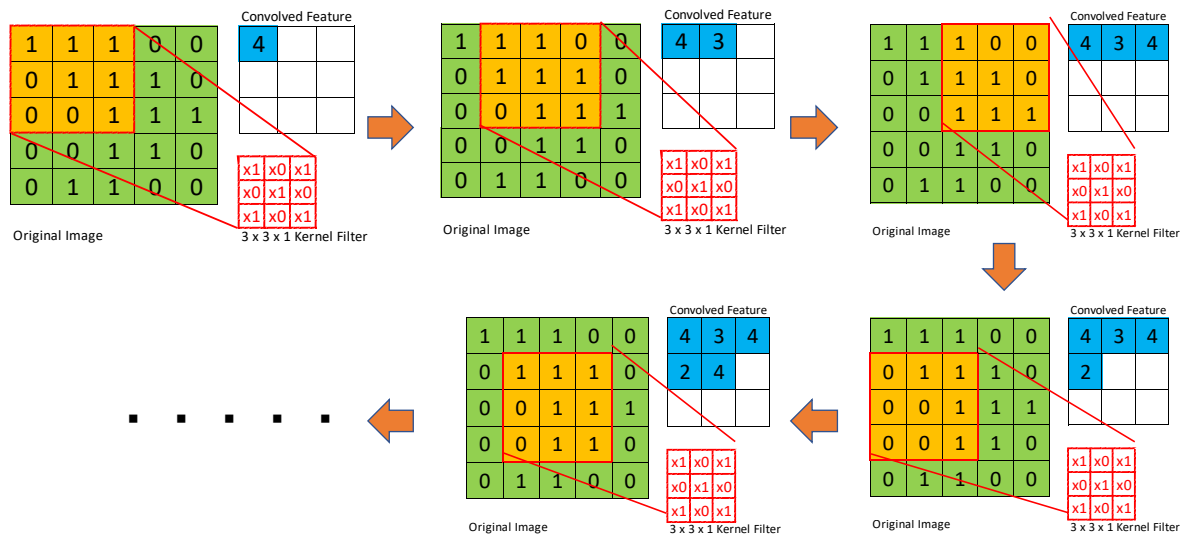 Convolved Feature
1 1 1 0 0
0 1 1 1 0
0 0 1 1 1
0 0 1 1 0
0 1 1 0 0
4
x1 x0 x1
x0 x1 x0
x1 x0 x1
Original Image
3 x 3 x 1 Kernel Filter
Convolved Feature
1 1 1 0 0
0 1 1 1 0
0 0 1 1 1
0 0 1 1 0
0 1 1 0 0
4 3
x1 x0 x1
x0 x1 x0
x1 x0 x1
Original Image
3 x 3 x 1 Kernel Filter
Convolved Feature
1 1 1 0 0
0 1 1 1 0
0 0 1 1 1
0 0 1 1 0
0 1 1 0 0
4 3 4
x1 x0 x1
x0 x1 x0
x1 x0 x1
Original Image
3 x 3 x 1 Kernel Filter
Convolved Feature
1 1 1 0 0
0 1 1 1 0
0 0 1 1 1
0 0 1 1 0
0 1 1 0 0
4 3 4
2
x1 x0 x1
x0 x1 x0
x1 x0 x1
Original Image
3 x 3 x 1 Kernel Filter
Convolved Feature
1 1 1 0 0
0 1 1 1 0
0 0 1 1 1
0 0 1 1 0
0 1 1 0 0
4 3 4
2 4
x1 x0 x1
x0 x1 x0
x1 x0 x1
Original Image
3 x 3 x 1 Kernel Filter
. . . . .